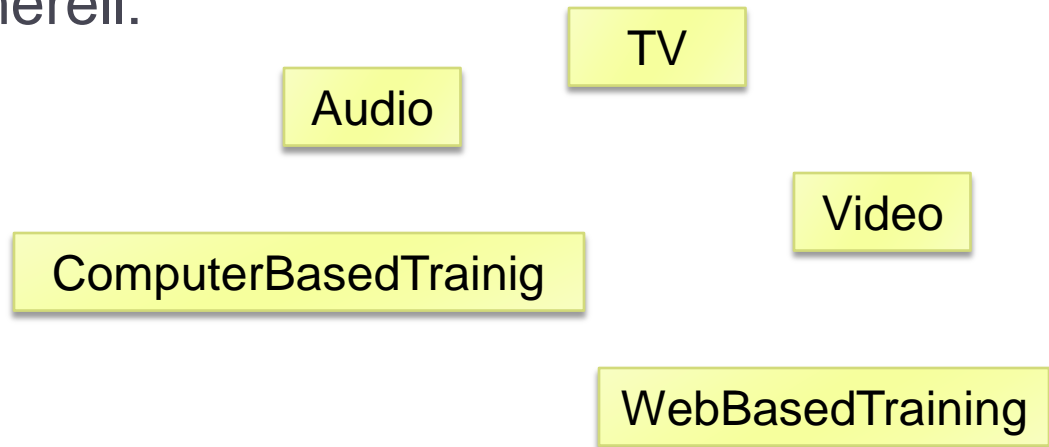 TV
Audio
Video
ComputerBasedTrainig
WebBasedTraining